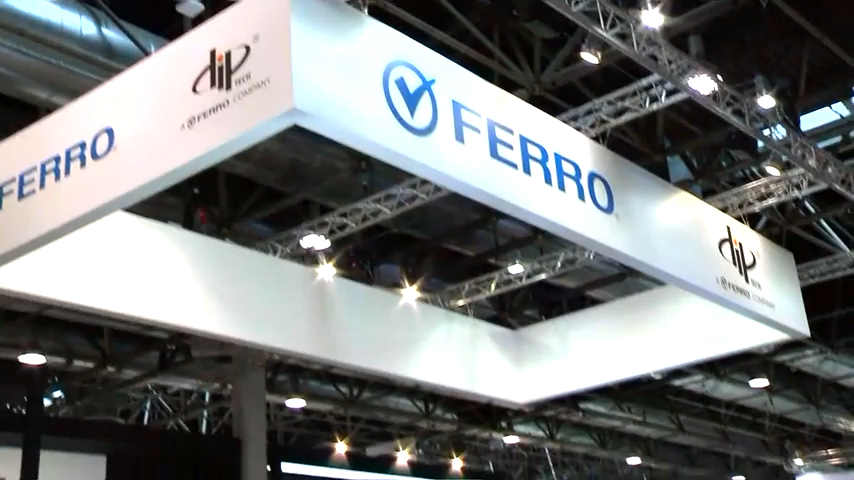 FERRO
dip
TECH
A FERRO COMPANY
FERRO
dip
TECH
A FERRO COMPANY